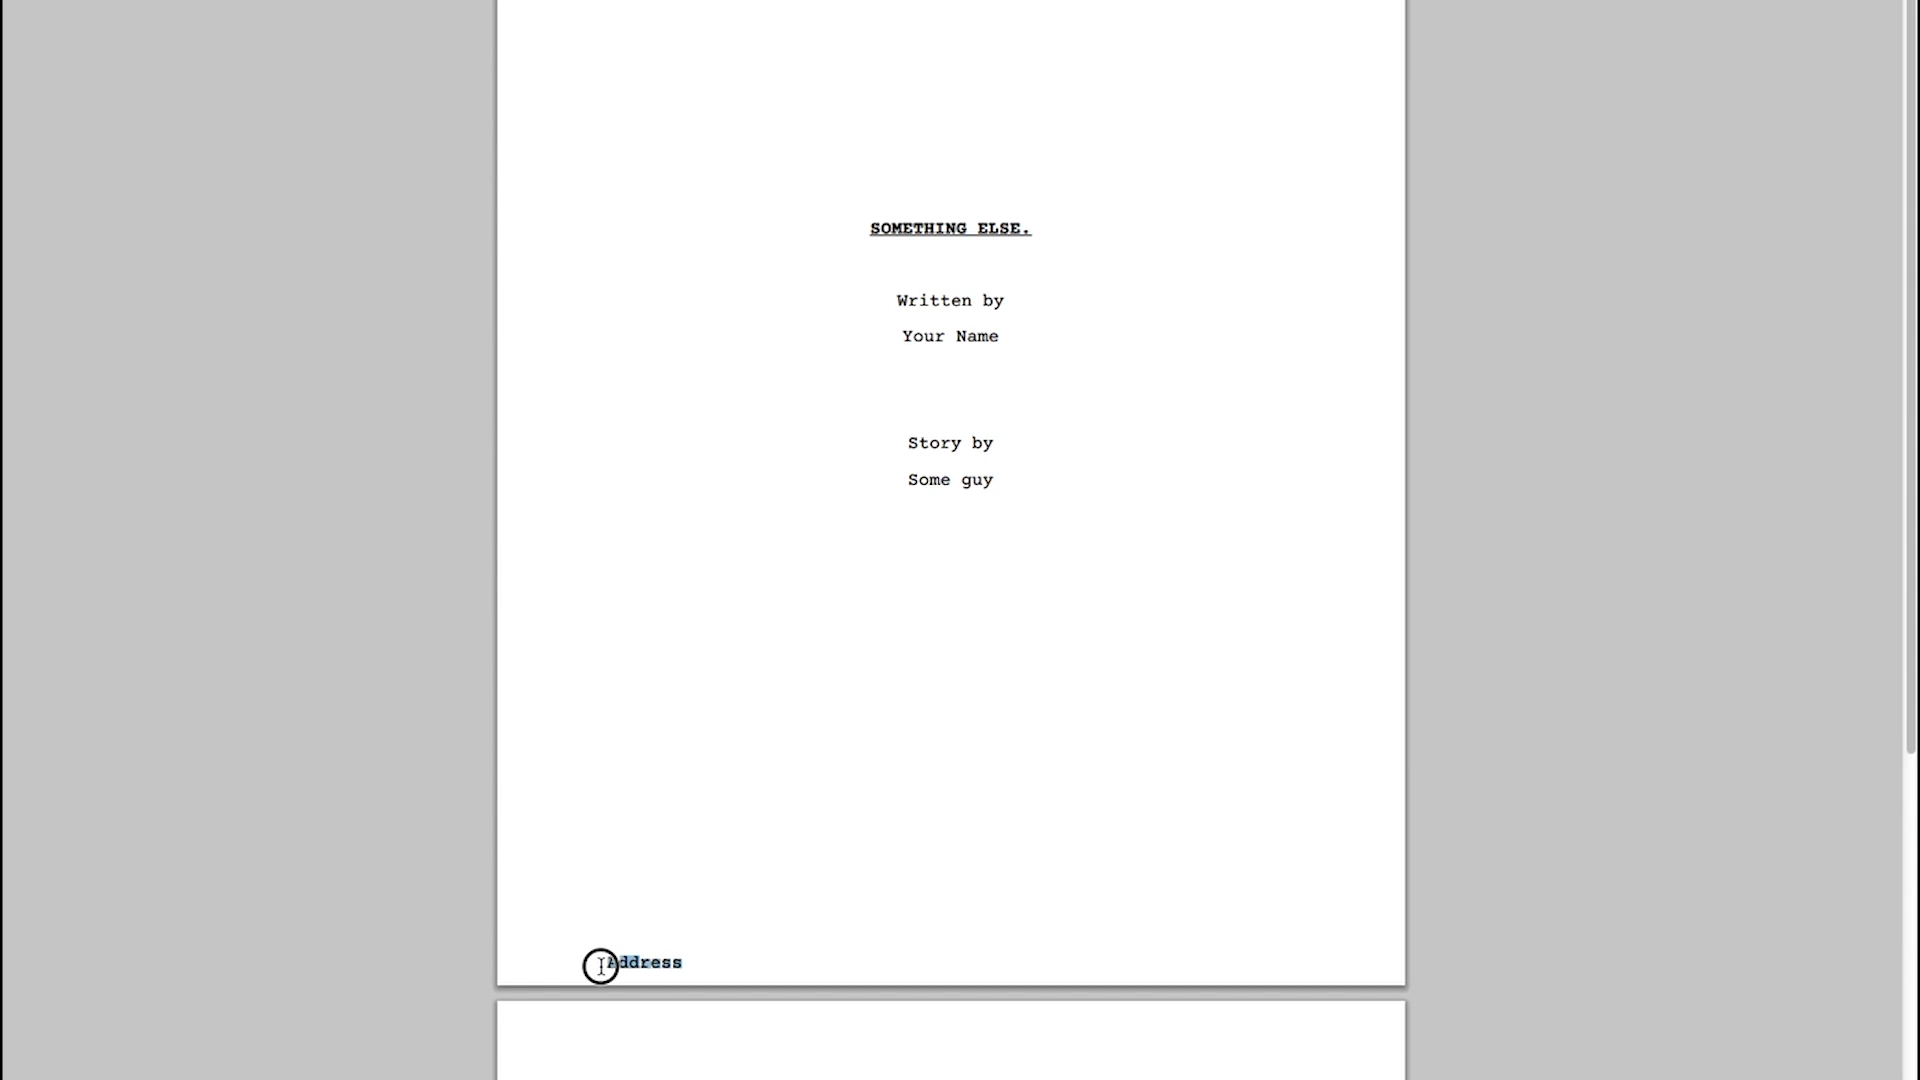 SOMETHING ELSE.
Written by
Your Name
Story by
Some guy
Address